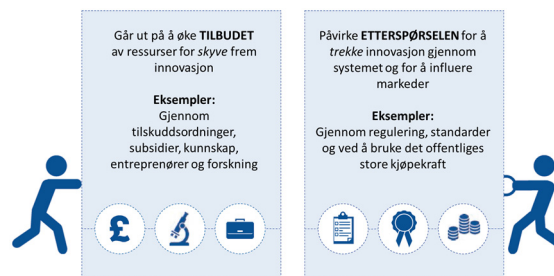 Går ut på å øke TILBUDET
av ressurser for skyve frem
innovasjon
Eksempler:
Gjennom
tilskuddsordninger,
subsidier, kunnskap,
entreprenører og forskning
Påvirke ETTERSPØRSELEN for å
trekke innovasjon gjennom
systemet og for å influere
markeder
Eksempler:
Gjennom regulering, standarder
og ved å bruke det offentliges
store kjøpekraft
£